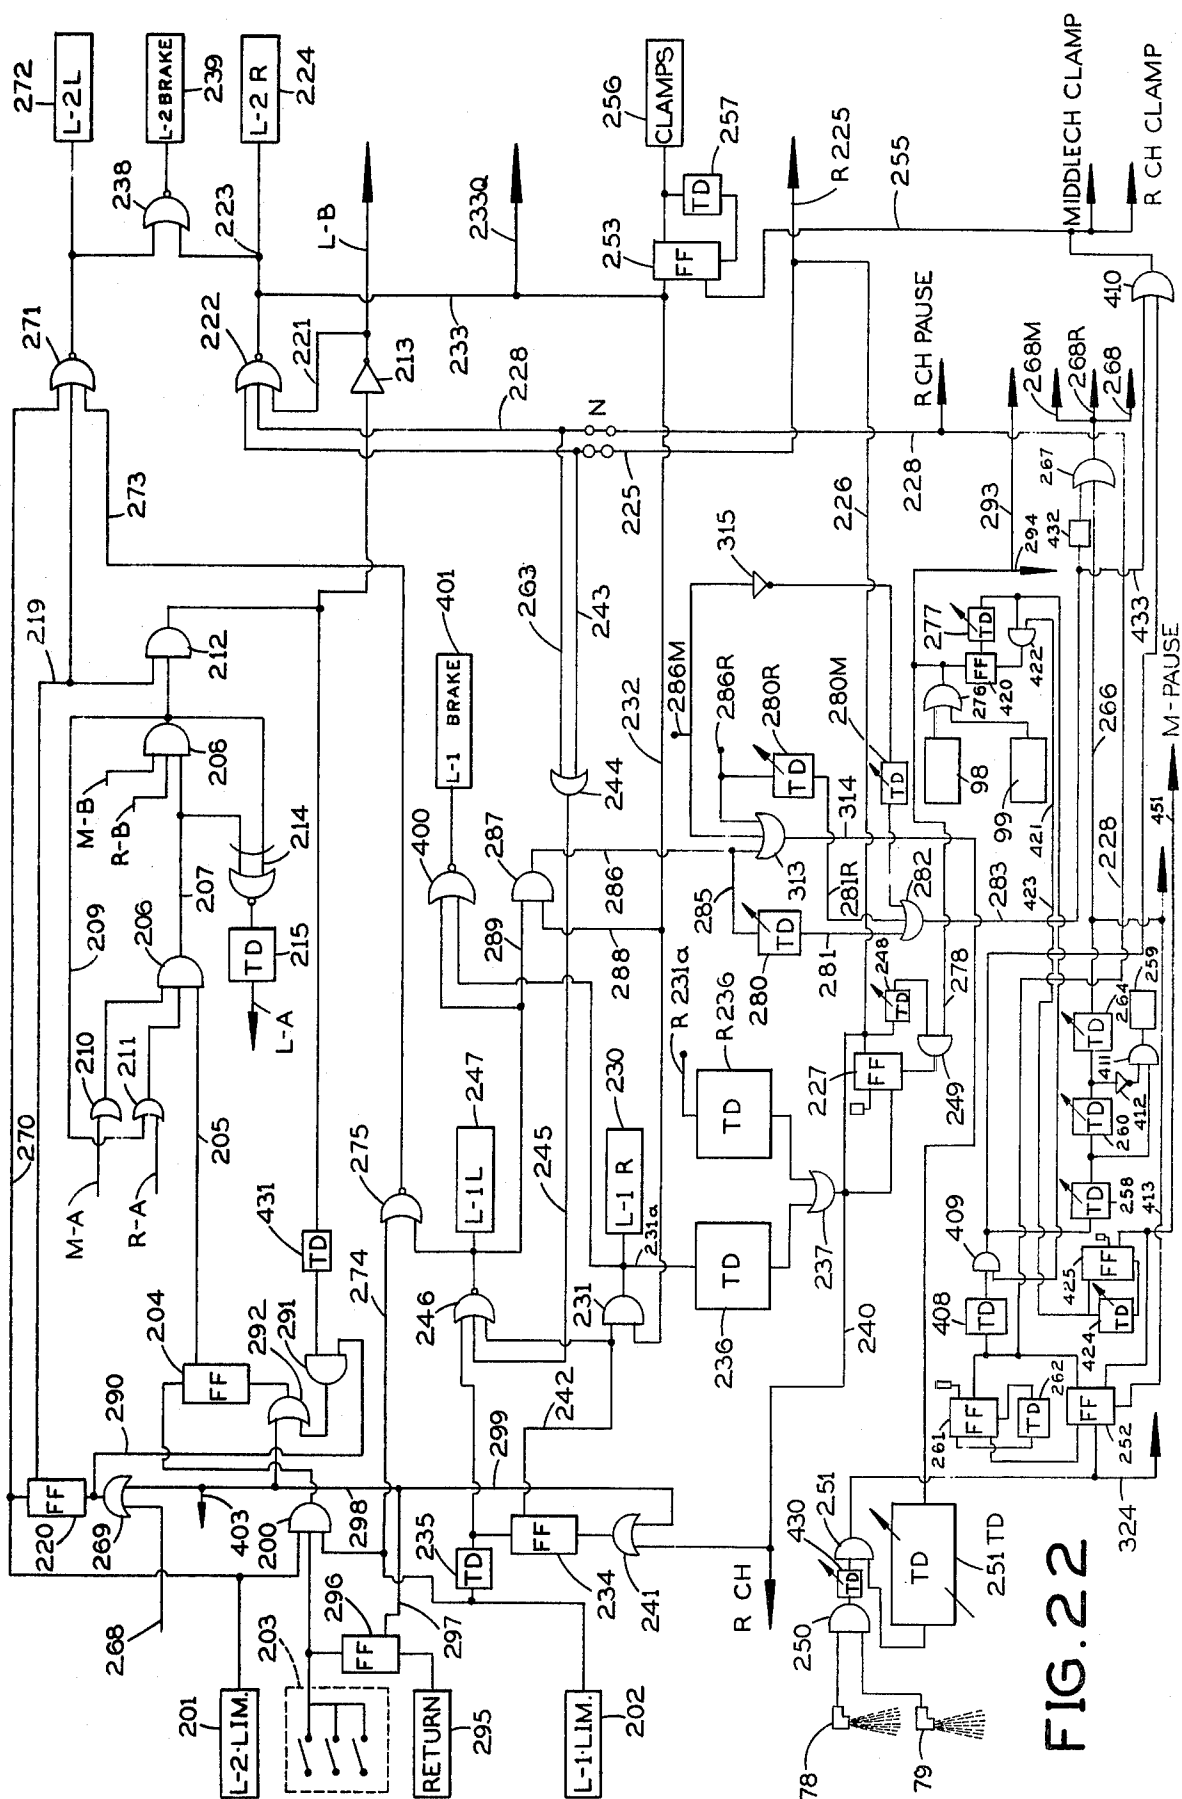 272
L-2L
L-2 BRAKE
239
L-2 R
224
271
238
223
222
L-B
233Q
256
CLAMPS
257
TD
253
FF
R 225
255
MIDDLECH CLAMP
R CH CLAMP
221
213
233
228
N
225
226
R CH PAUSE
228
410
268M
268R
268
273
219
212
263
243
401
L-1 BRAKE
232
286M
286R
315
280R
TD
280M
TD
293
294
267
432
433
277
TD
FF
276
420
422
98
99
421
423
266
228
451
M-PAUSE
M-B
R-B
208
214
207
209
206
TD
215
L-A
210
211
205
270
M-A
R-A
431
TD
400
287
289
244
286
288
285
313
314
281R
282
283
TD
280
281
R 231a
R 236
TD
248
TD
278
227
FF
249
259
264
TD
411
412
TD
260
TD
258
413
275
247
L-1L
245
230
L-1 R
231a
274
246
231
TD
236
237
240
409
408
TD
425
FF
424
TD
204
FF
292
291
290
242
299
261
FF
262
TD
FF
252
220
FF
269
200
403
298
235
TD
FF
234
241
R CH
430
TD
251
250
TD
251 TD
324
268
203
296
FF
297
201
L-2·LIM.
RETURN
295
L-1·LIM.
202
78
79
FIG. 22